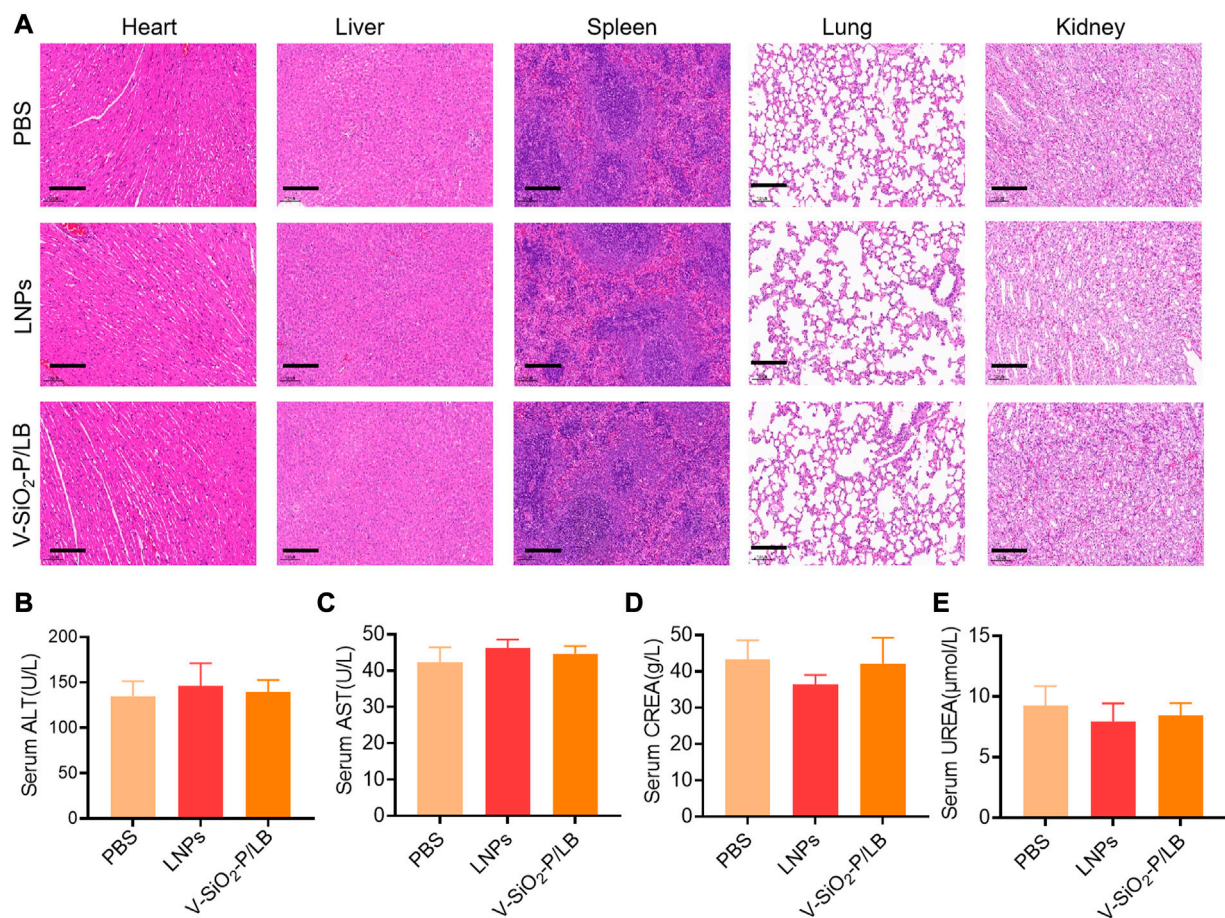 A
Heart Liver Spleen Lung Kidney
PBS
LNPs
V-SiO₂-P/LB
B
Serum ALT(U/L)
200
150
100
50
0
PBS LNPs V-SiO₂-P/LB
C
Serum AST(U/L)
50
40
30
20
10
0
PBS LNPs V-SiO₂-P/LB
D
Serum CREA(g/L)
50
40
30
20
10
0
PBS LNPs V-SiO₂-P/LB
E
Serum UREA(μmol/L)
15
10
5
0
PBS LNPs V-SiO₂-P/LB